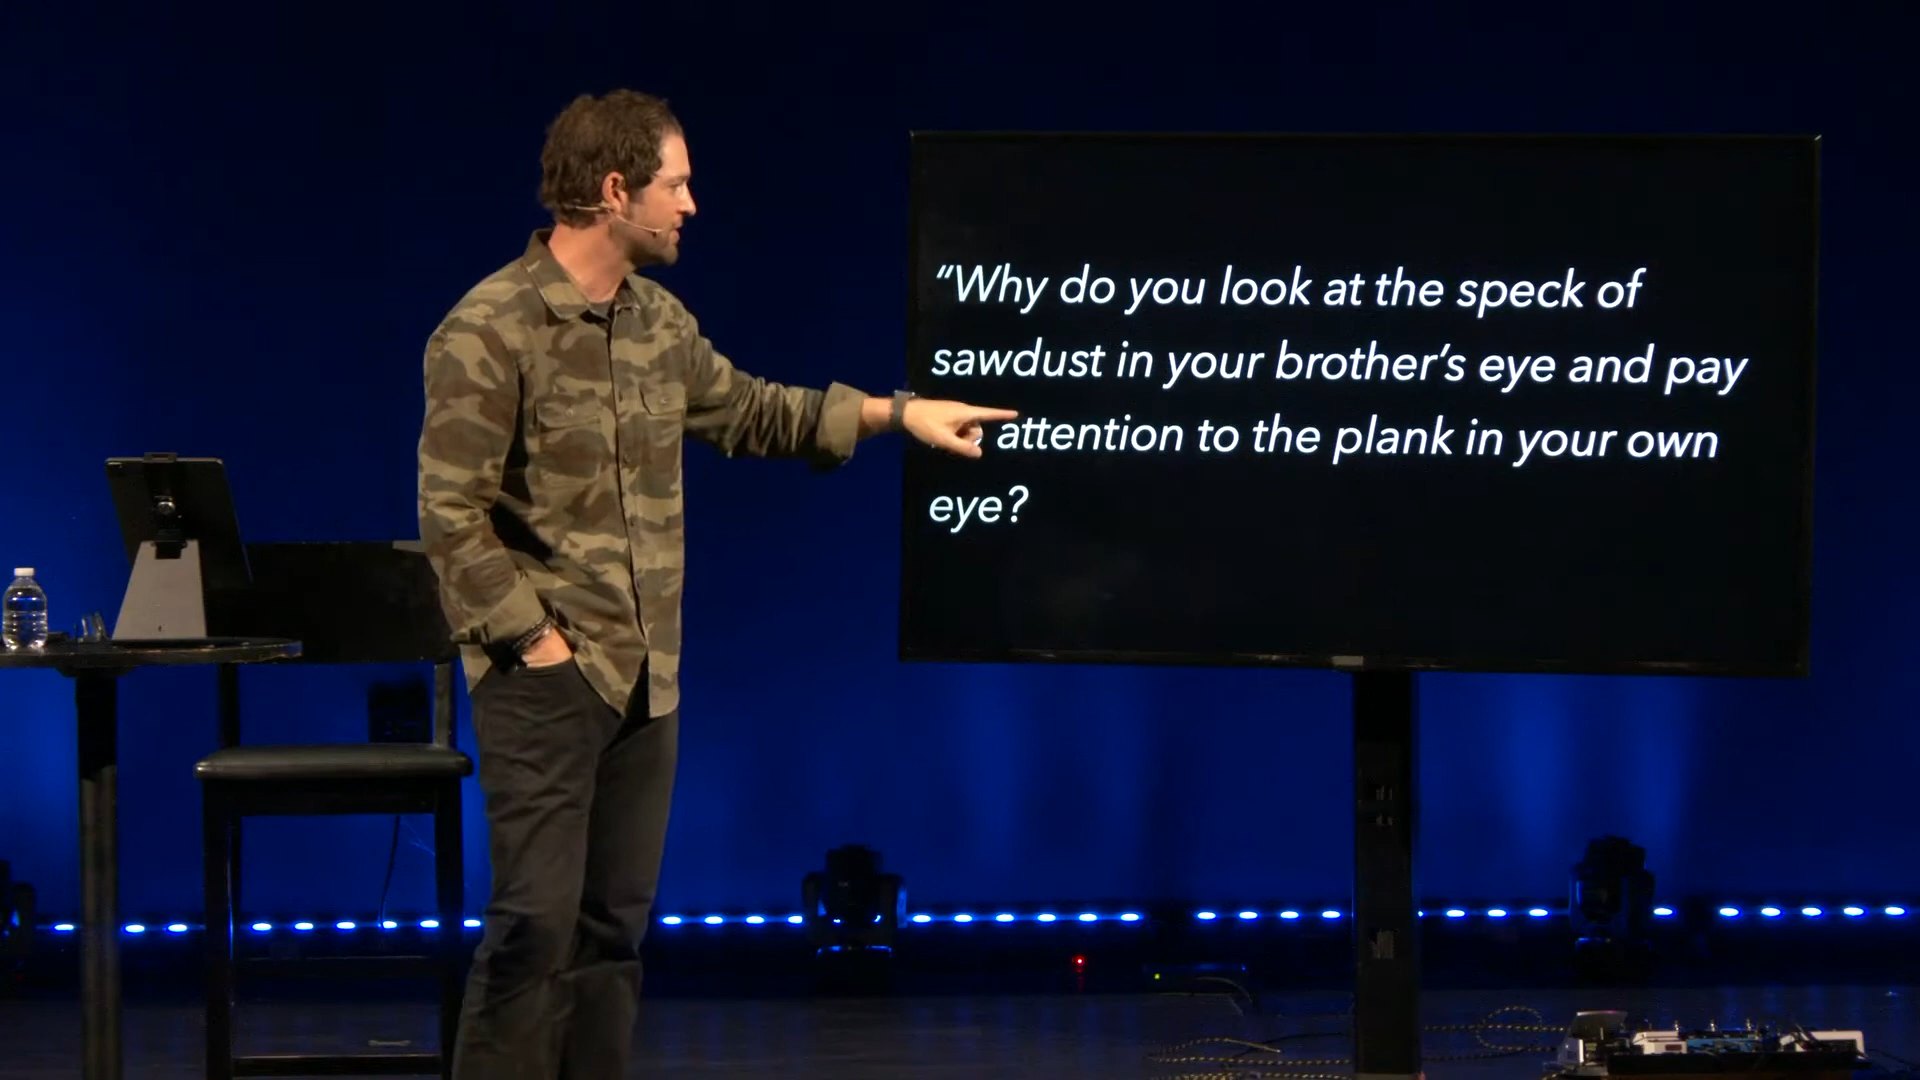 “Why do you look at the speck of
sawdust in your brother’s eye and pay
attention to the plank in your own
eye?